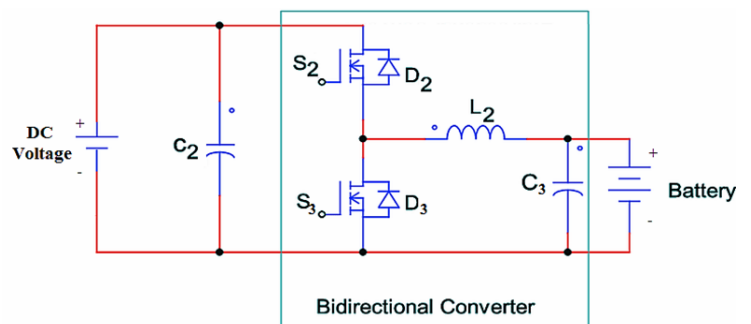 S2
D2
L2
DC
Voltage
+
-
C2
S3
D3
C3
+
-
Battery
Bidirectional Converter